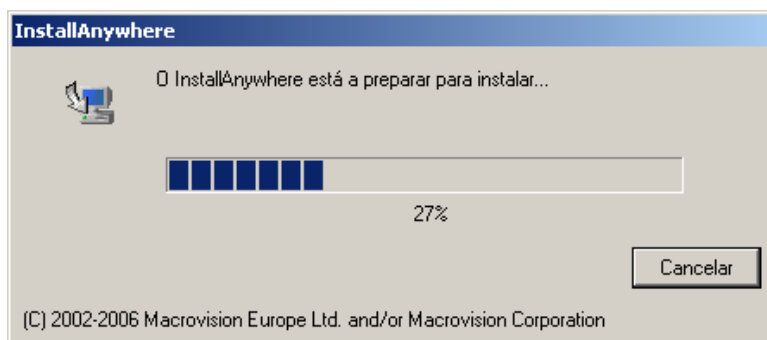 InstallAnywhere
O InstallAnywhere está a preparar para instalar...
27%
Cancelar
(C) 2002-2006 Macrovision Europe Ltd. and/or Macrovision Corporation